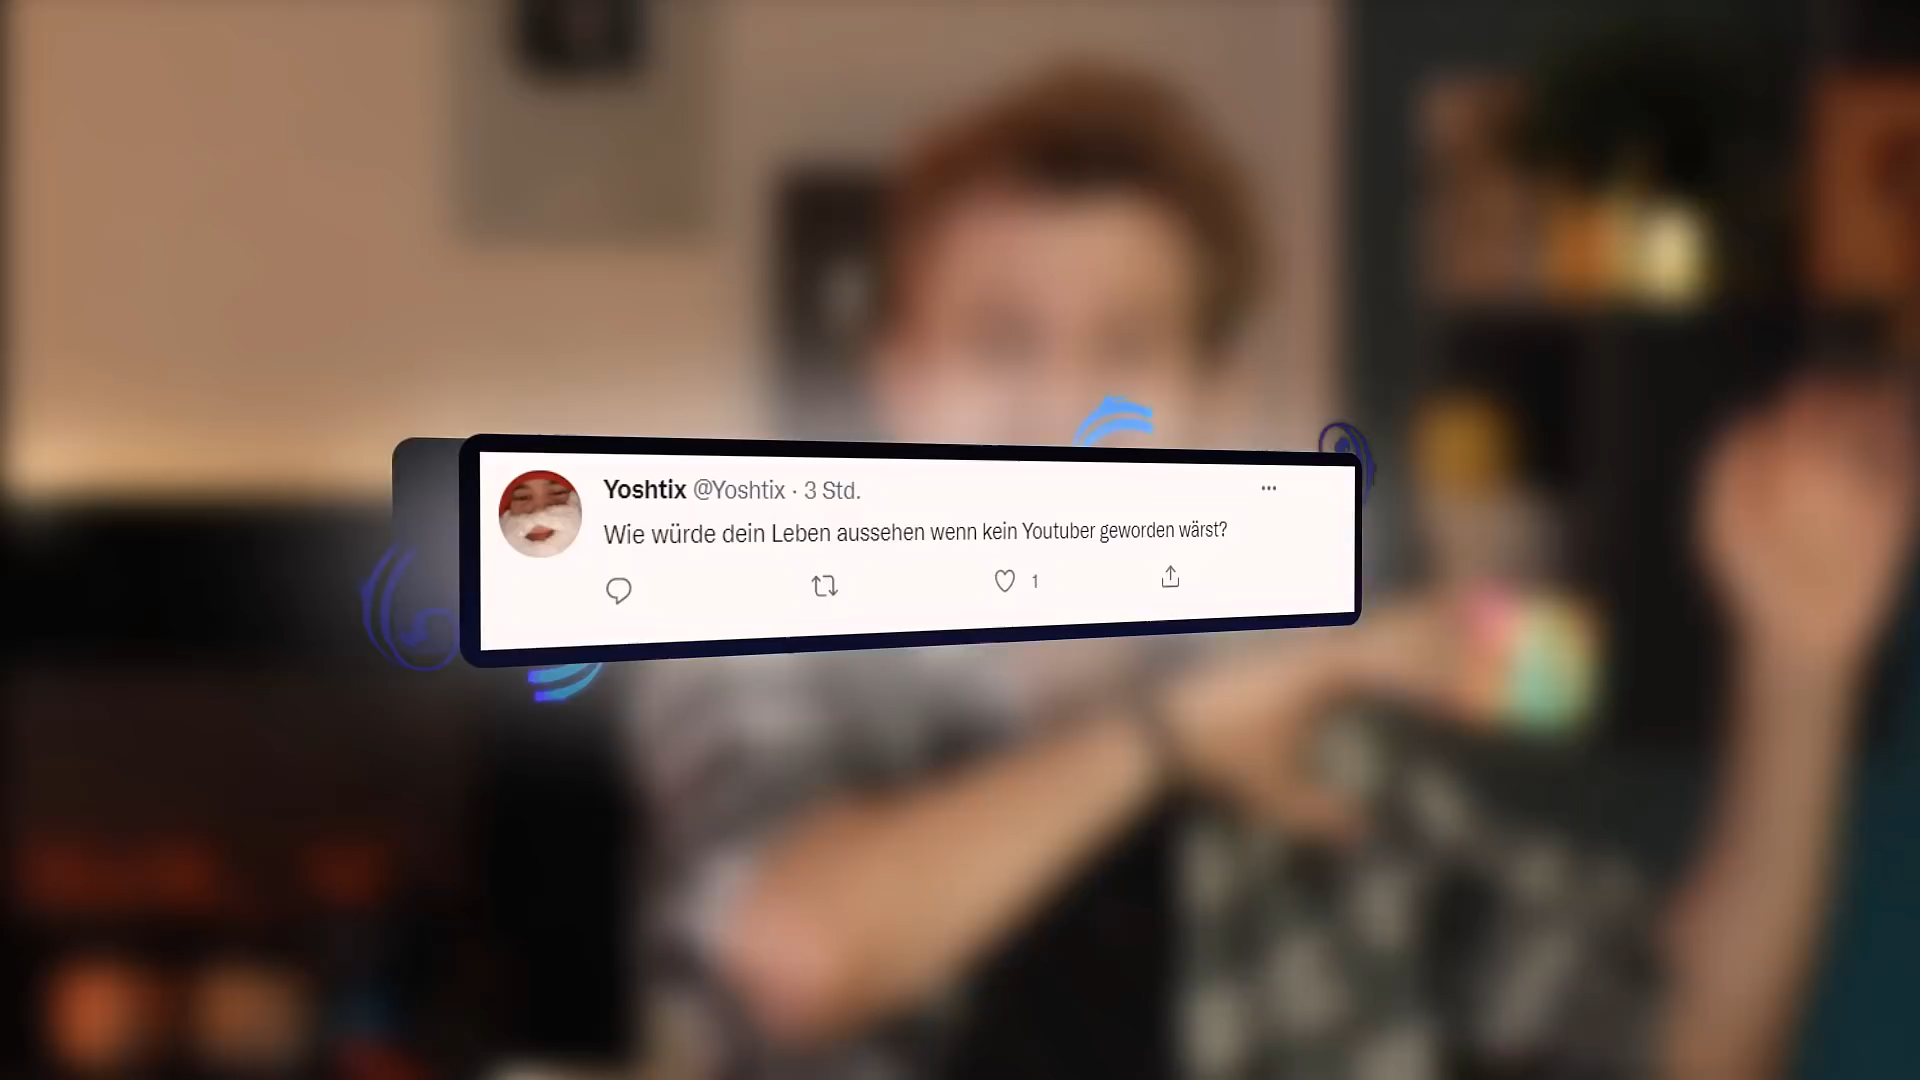 Yoshtix @Yoshtix · 3 Std.
Wie würde dein Leben aussehen wenn kein Youtuber geworden wärst?
1